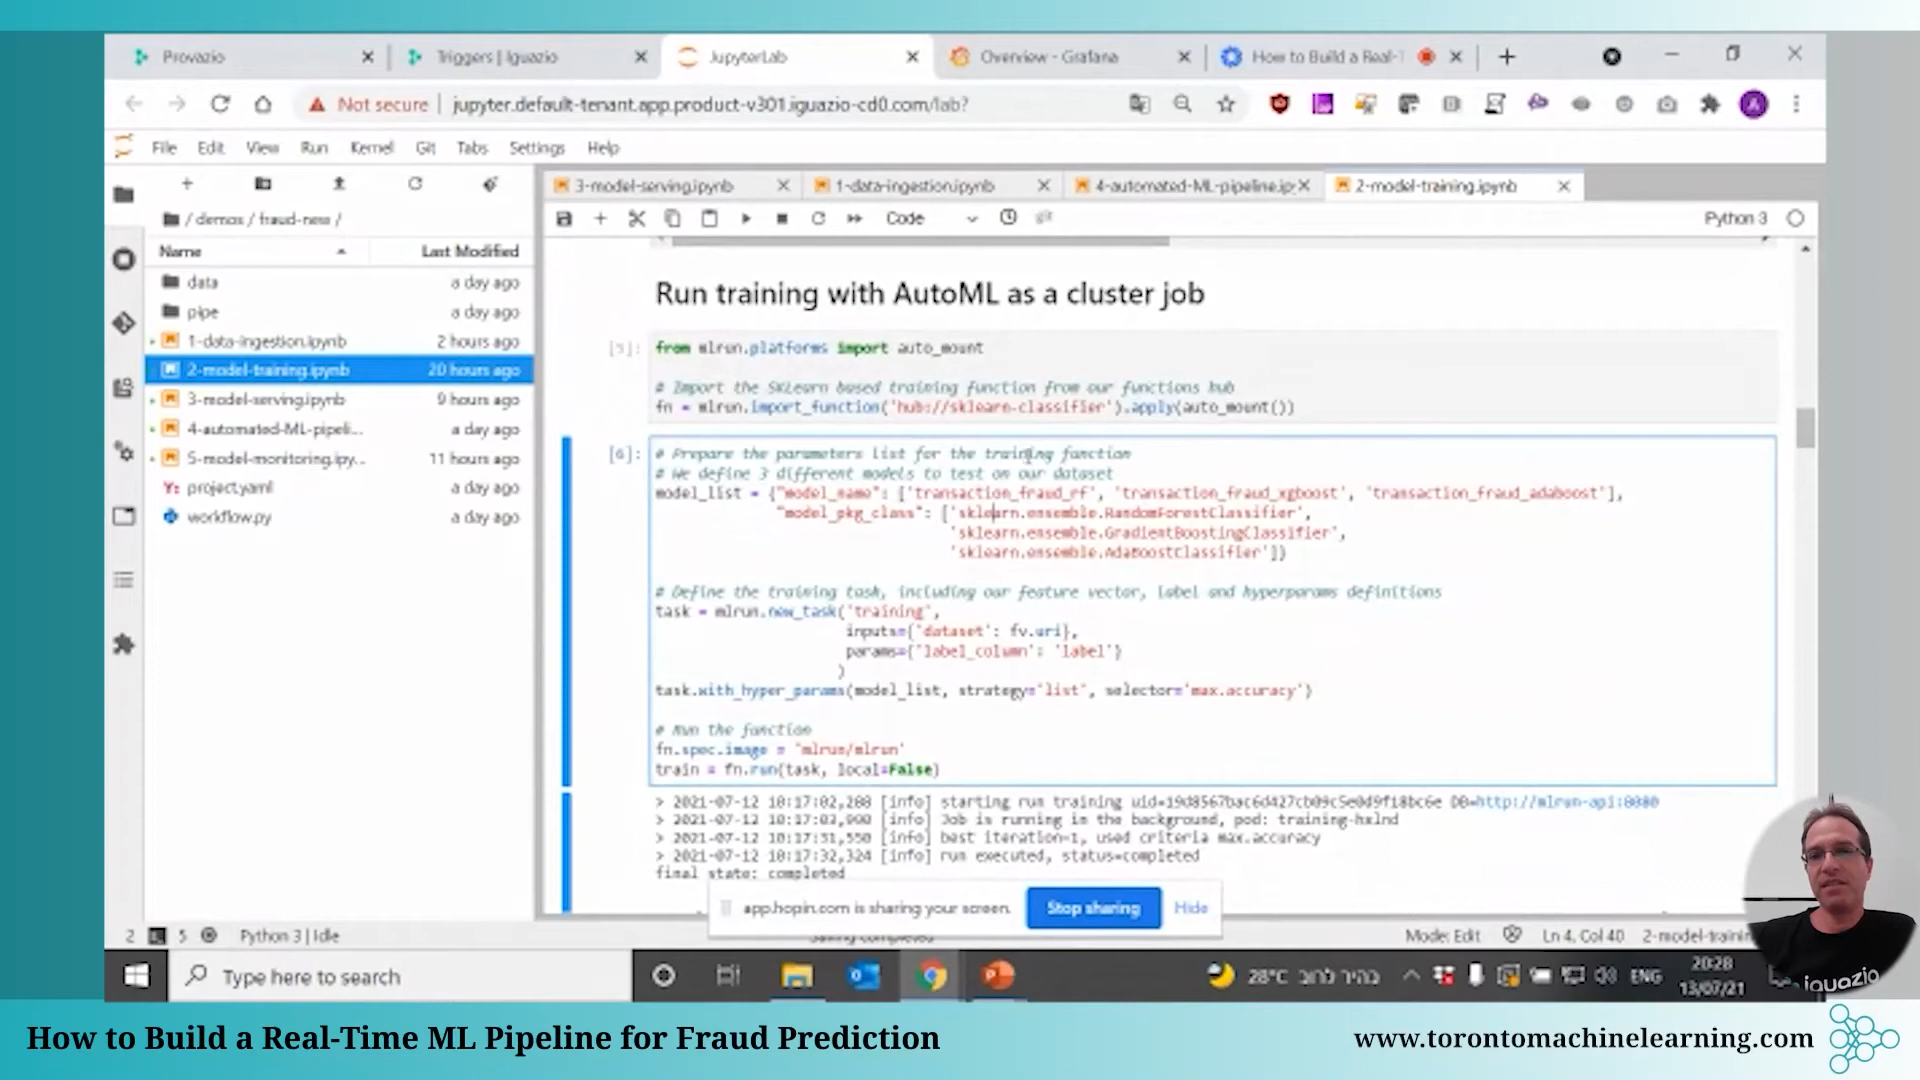 Provazio
Triggers | Iguazio
JupyterLab
Overview - Grafana
How to Build a Real-T
Not secure
jupyter.default-tenant.app.product-v301.iguazio-cd0.com/lab?
File Edit View Run Kernel Git Tabs Settings Help
/ demos / fraud-new /
Name
Last Modified
data a day ago
pipe a day ago
1-data-ingestion.ipynb 2 hours ago
2-model-training.ipynb 20 hours ago
3-model-serving.ipynb 9 hours ago
4-automated-ML-pipeli... a day ago
5-model-monitoring.ipy... 11 hours ago
Y: project.yaml a day ago
workflow.py a day ago
3-model-serving.ipynb
1-data-ingestion.ipynb
4-automated-ML-pipeline.ip
2-model-training.ipynb
Code
Python 3
Run training with AutoML as a cluster job
[5]: from mlrun.platforms import auto_mount
# Import the SKLearn based training function from our functions hub
fn = mlrun.import_function('hub://sklearn-classifier').apply(auto_mount())
[6]: # Prepare the parameters list for the training function
# We define 3 different models to test on our dataset
model_list = {"model_name": ['transaction_fraud_rf', 'transaction_fraud_xgboost', 'transaction_fraud_adaboost'],
"model_pkg_class": ['sklearn.ensemble.RandomForestClassifier',
'sklearn.ensemble.GradientBoostingClassifier',
'sklearn.ensemble.AdaBoostClassifier']}
# Define the training task, including our feature vector, label and hyperparams definitions
task = mlrun.new_task('training',
inputs={'dataset': fv.uri},
params={'label_column': 'label'}
)
task.with_hyper_params(model_list, strategy='list', selector='max.accuracy')
# Run the function
fn.spec.image = 'mlrun/mlrun'
train = fn.run(task, local=False)
> 2021-07-12 10:17:02,288 [info] starting run training DB=http://mlrun-api:8080
> 2021-07-12 10:17:03,090 [info] Job is running in the background, pod: training-hxlnd
> 2021-07-12 10:17:31,550 [info] best iteration=1, used criteria max.accuracy
> 2021-07-12 10:17:32,324 [info] run executed, status=completed
final state: completed
app.hopin.com is sharing your screen.
Stop sharing
Hide
2 5 Python 3 | Idle
Mode: Edit
Ln 4, Col 40
2-model-trainin
Type here to search
28°C בהיר לרוב
ENG
20:28
13/07/21
iguazio
How to Build a Real-Time ML Pipeline for Fraud Prediction
www.torontomachinelearning.com